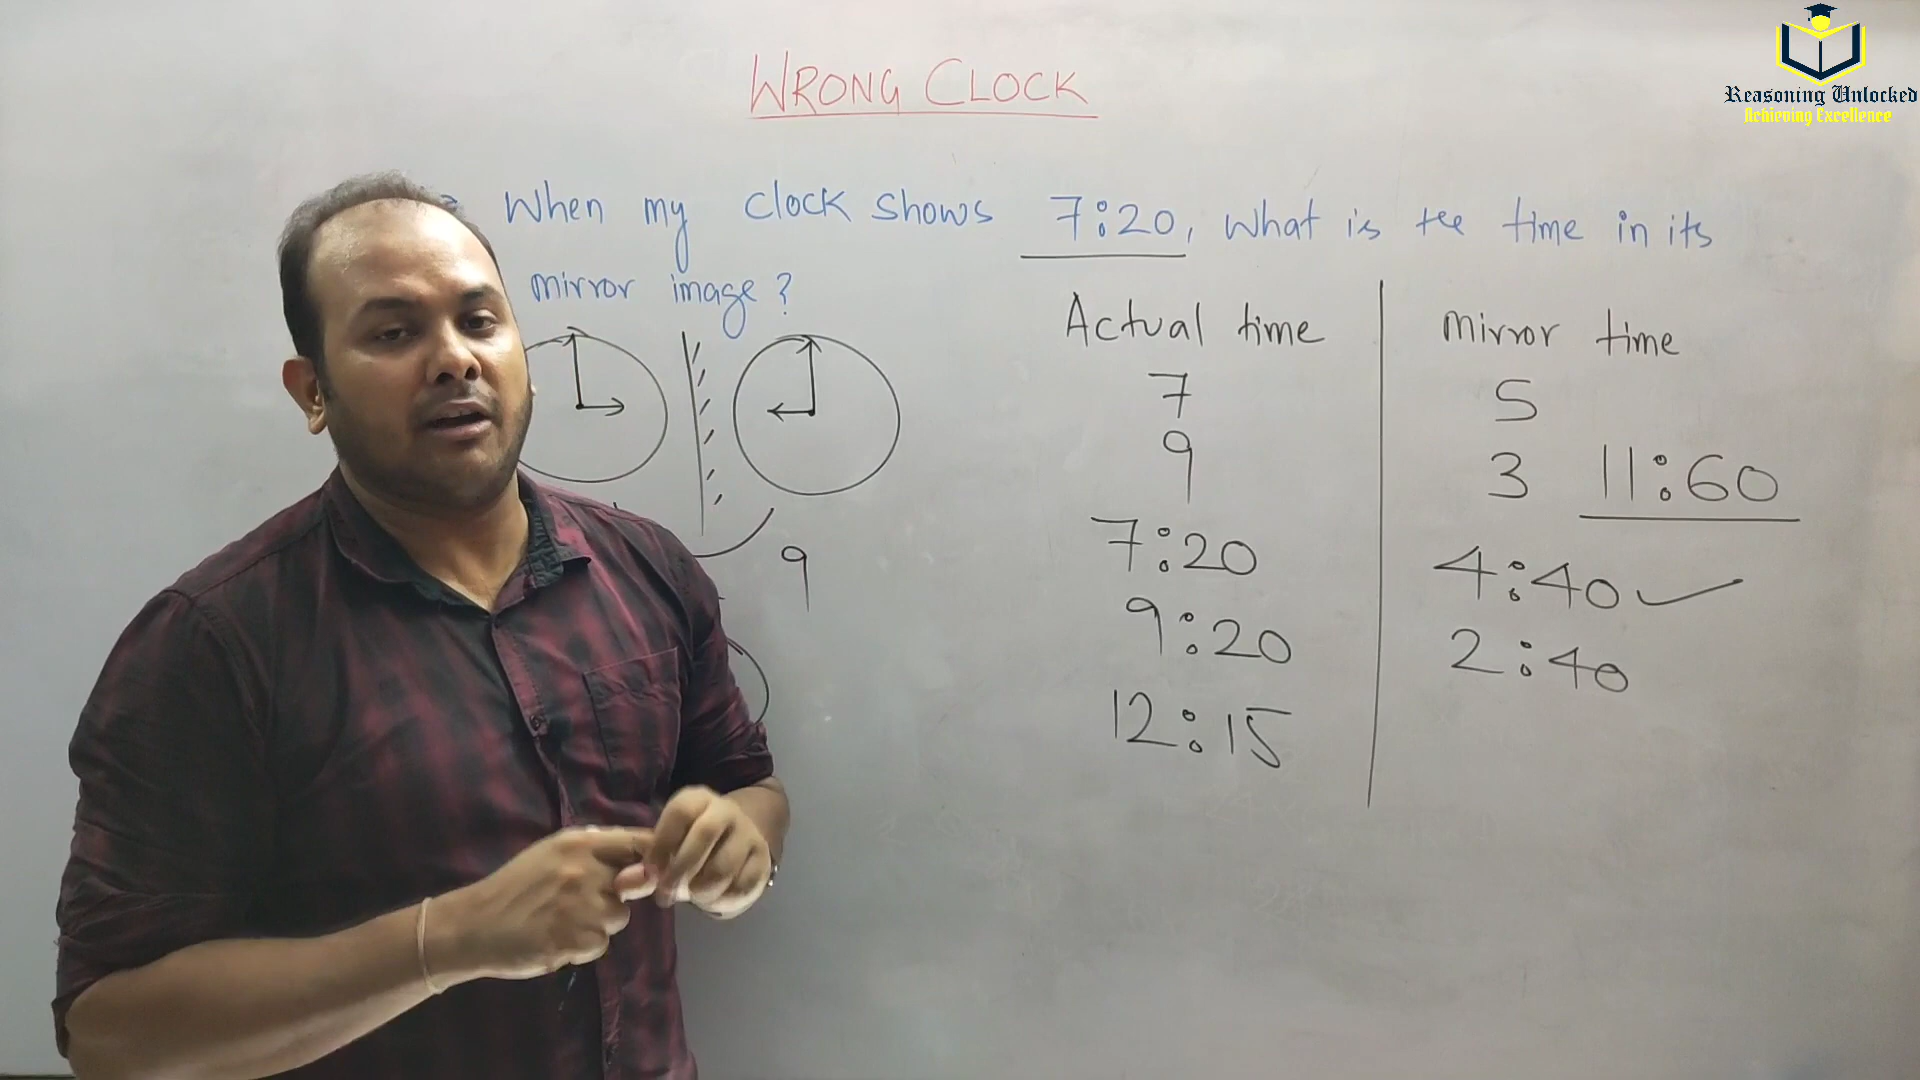 WRONG CLOCK
Reasoning Unlocked
Achieving Excellence
When my clock shows 7:20, What is the time in its
mirror image?
Actual time mirror time
7 5
9 3 11:60
7:20 4:40
9:20 2:40
12:15
9